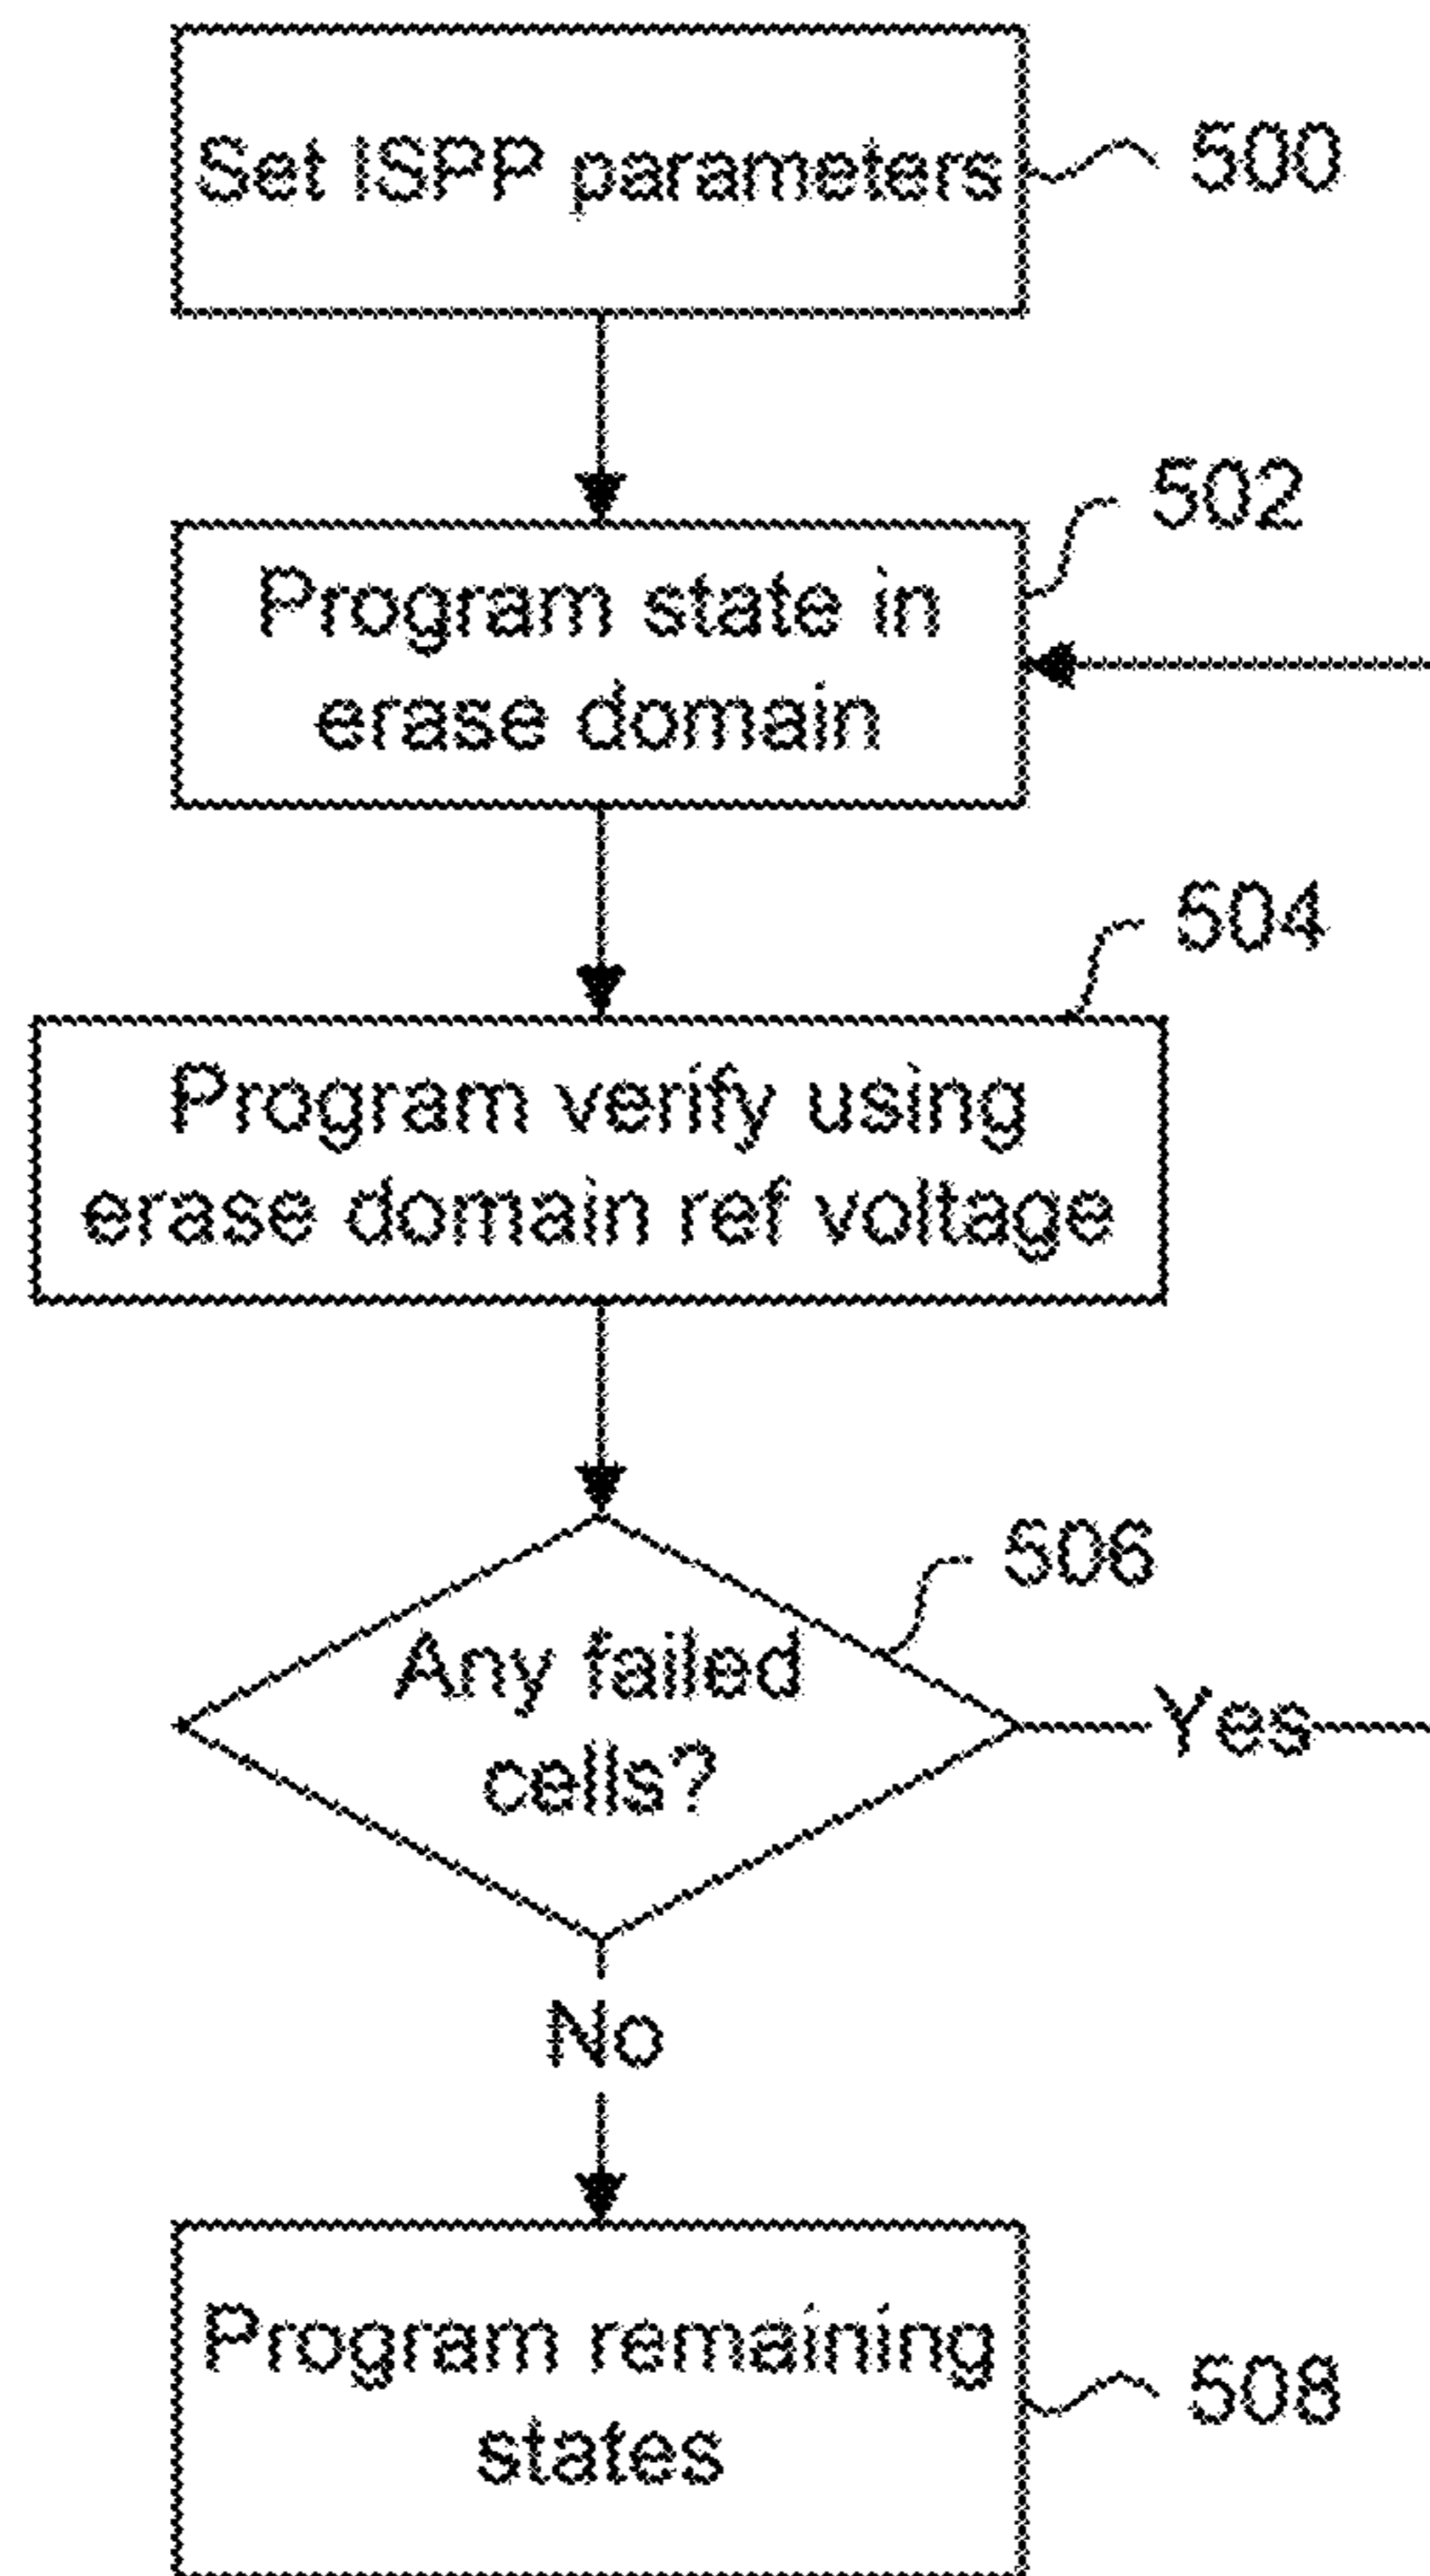 Set ISPP parameters
500
502
Program state in
erase domain
504
Program verify using
erase domain ref voltage
506
Any failed
cells?
Yes
No
Program remaining
states
508